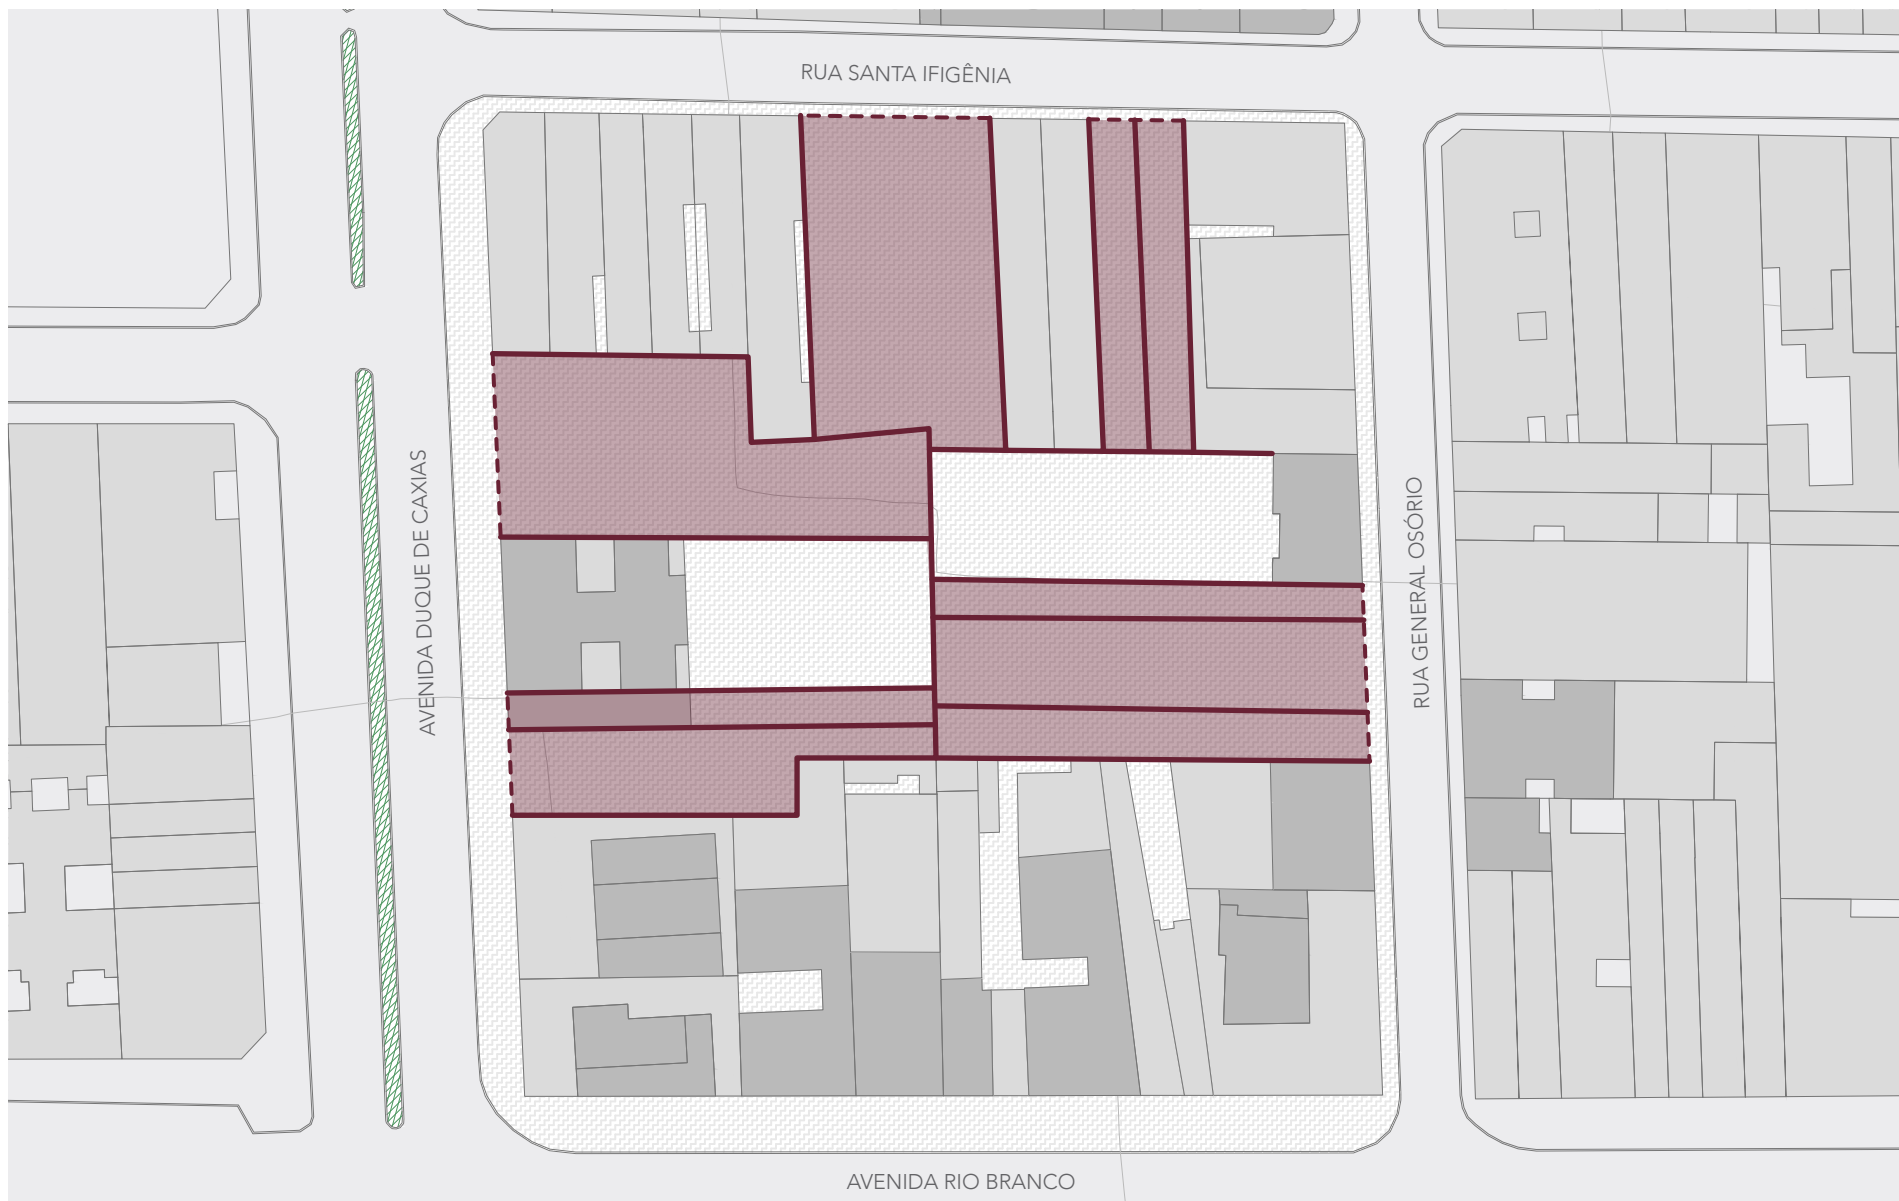 RUA SANTA IFIGÊNIA
AVENIDA DUQUE DE CAXIAS
RUA GENERAL OSÓRIO
AVENIDA RIO BRANCO